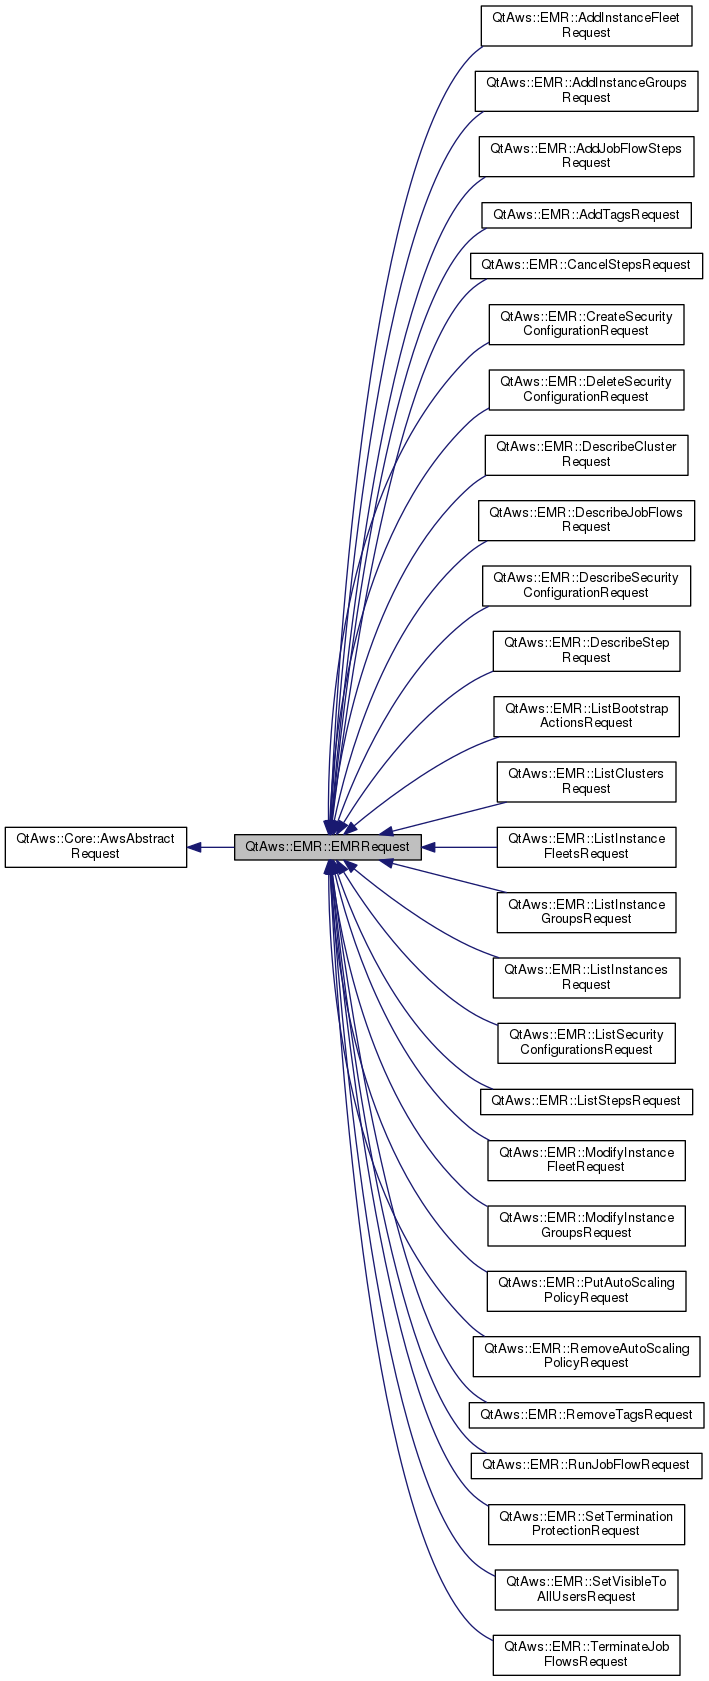 QtAws::EMR::AddInstanceFleet
Request
QtAws::EMR::AddInstanceGroups
Request
QtAws::EMR::AddJobFlowSteps
Request
QtAws::EMR::AddTagsRequest
QtAws::EMR::CancelStepsRequest
QtAws::EMR::CreateSecurity
ConfigurationRequest
QtAws::EMR::DeleteSecurity
ConfigurationRequest
QtAws::EMR::DescribeCluster
Request
QtAws::EMR::DescribeJobFlows
Request
QtAws::EMR::DescribeSecurity
ConfigurationRequest
QtAws::EMR::DescribeStep
Request
QtAws::EMR::ListBootstrap
ActionsRequest
QtAws::EMR::ListClusters
Request
QtAws::Core::AwsAbstract
Request
QtAws::EMR::EMRRequest
QtAws::EMR::ListInstance
FleetsRequest
QtAws::EMR::ListInstance
GroupsRequest
QtAws::EMR::ListInstances
Request
QtAws::EMR::ListSecurity
ConfigurationsRequest
QtAws::EMR::ListStepsRequest
QtAws::EMR::ModifyInstance
FleetRequest
QtAws::EMR::ModifyInstance
GroupsRequest
QtAws::EMR::PutAutoScaling
PolicyRequest
QtAws::EMR::RemoveAutoScaling
PolicyRequest
QtAws::EMR::RemoveTagsRequest
QtAws::EMR::RunJobFlowRequest
QtAws::EMR::SetTermination
ProtectionRequest
QtAws::EMR::SetVisibleTo
AllUsersRequest
QtAws::EMR::TerminateJob
FlowsRequest